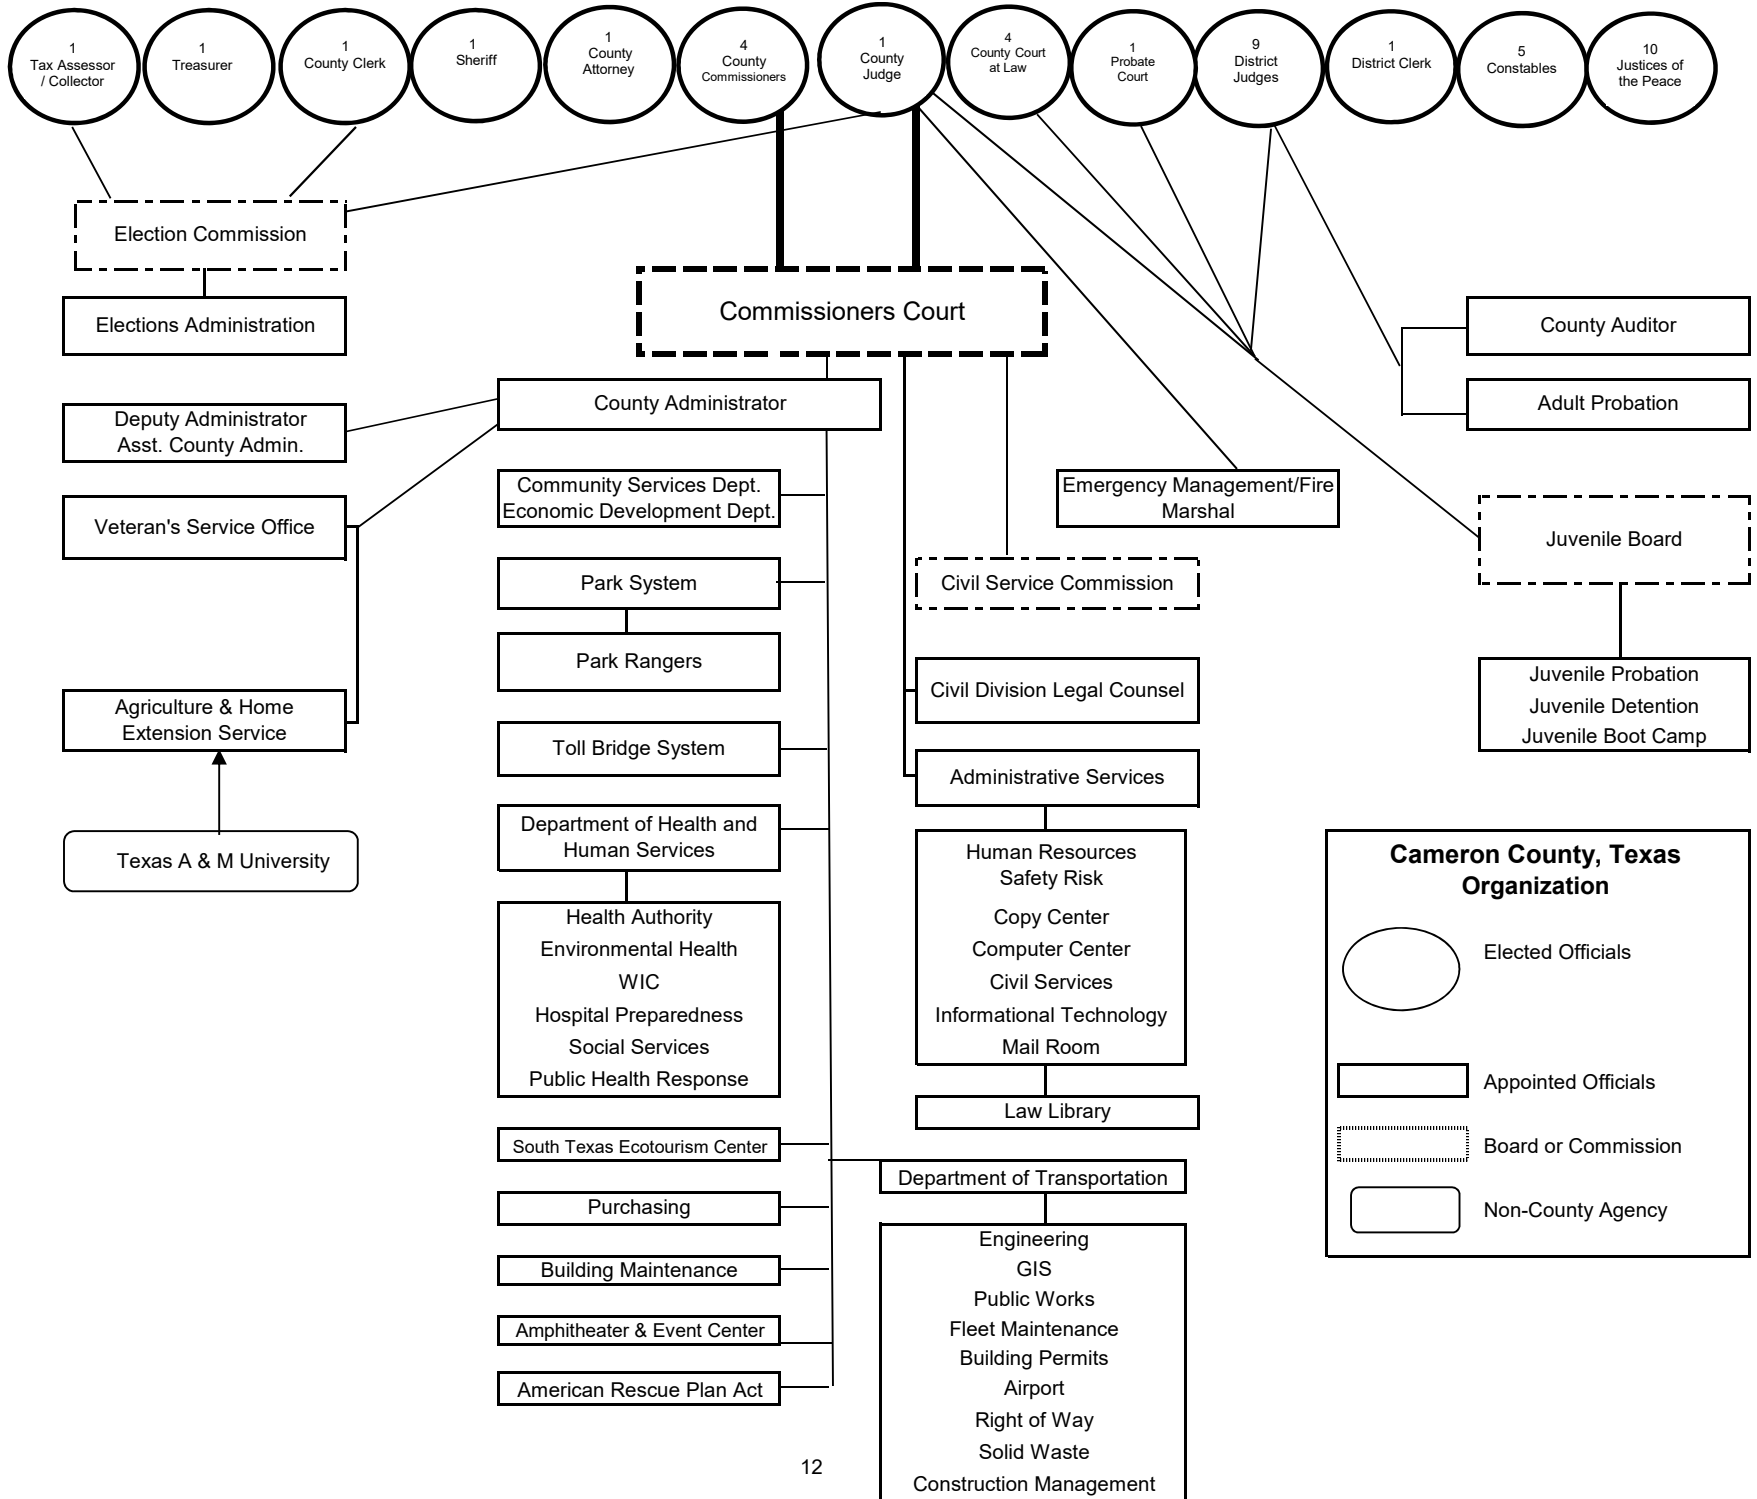 1
Tax Assessor
/ Collector
1
Treasurer
1
County Clerk
1
Sheriff
1
County
Attorney
4
County
Commissioners
1
County
Judge
4
County Court
at Law
1
Probate
Court
9
District
Judges
1
District Clerk
5
Constables
10
Justices of
the Peace
Election Commission
Elections Administration
Commissioners Court
County Auditor
Adult Probation
County Administrator
Deputy Administrator
Asst. County Admin.
Veteran's Service Office
Agriculture & Home
Extension Service
Texas A & M University
Community Services Dept.
Economic Development Dept.
Park System
Park Rangers
Toll Bridge System
Department of Health and
Human Services
Health Authority
Environmental Health
WIC
Hospital Preparedness
Social Services
Public Health Response
South Texas Ecotourism Center
Purchasing
Building Maintenance
Amphitheater & Event Center
American Rescue Plan Act
Emergency Management/Fire
Marshal
Civil Service Commission
Civil Division Legal Counsel
Administrative Services
Human Resources
Safety Risk
Copy Center
Computer Center
Civil Services
Informational Technology
Mail Room
Law Library
Department of Transportation
Engineering
GIS
Public Works
Fleet Maintenance
Building Permits
Airport
Right of Way
Solid Waste
Construction Management
Juvenile Board
Juvenile Probation
Juvenile Detention
Juvenile Boot Camp
Cameron County, Texas
Organization
Elected Officials
Appointed Officials
Board or Commission
Non-County Agency
12